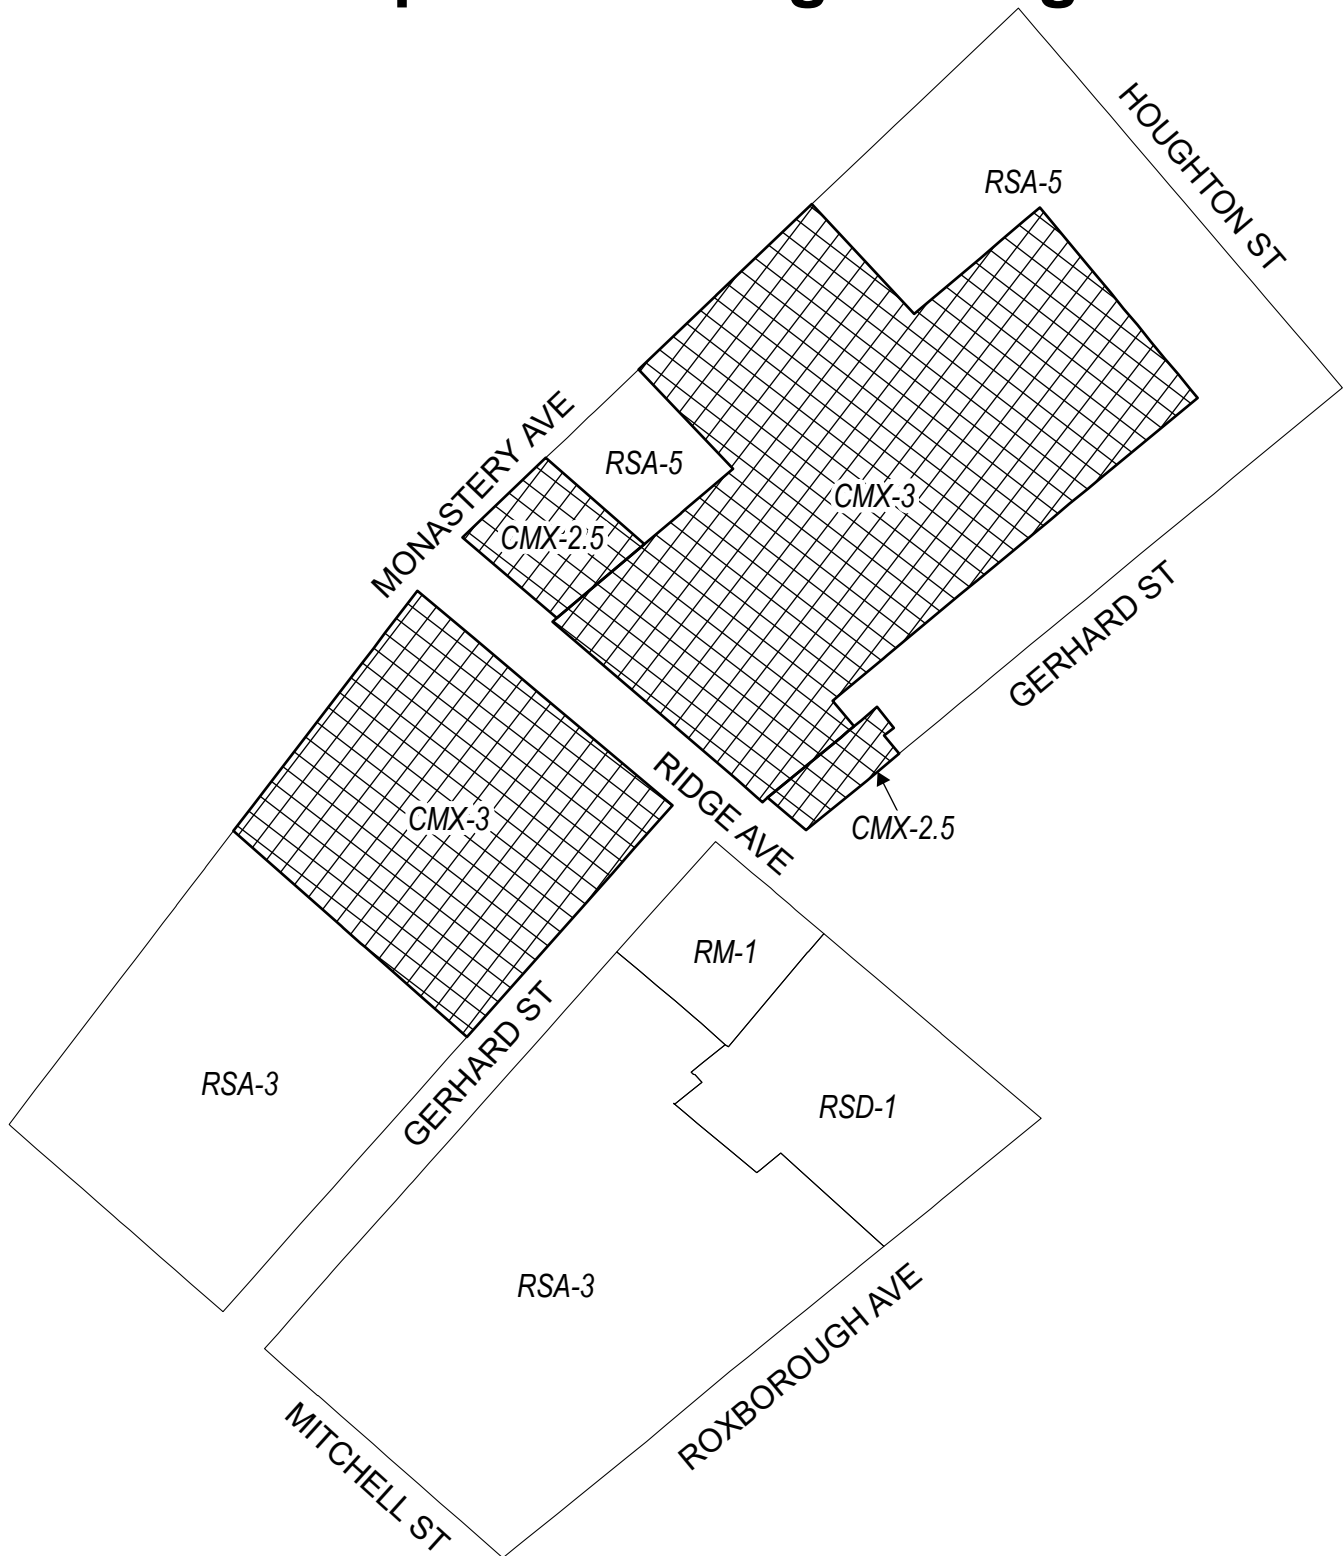 HOUGHTON ST
RSA-5
MONASTERY AVE
RSA-5
CMX-3
CMX-2.5
GERHARD ST
RIDGE AVE
CMX-3
CMX-2.5
RM-1
GERHARD ST
RSA-3
RSD-1
RSA-3
ROXBOROUGH AVE
MITCHELL ST